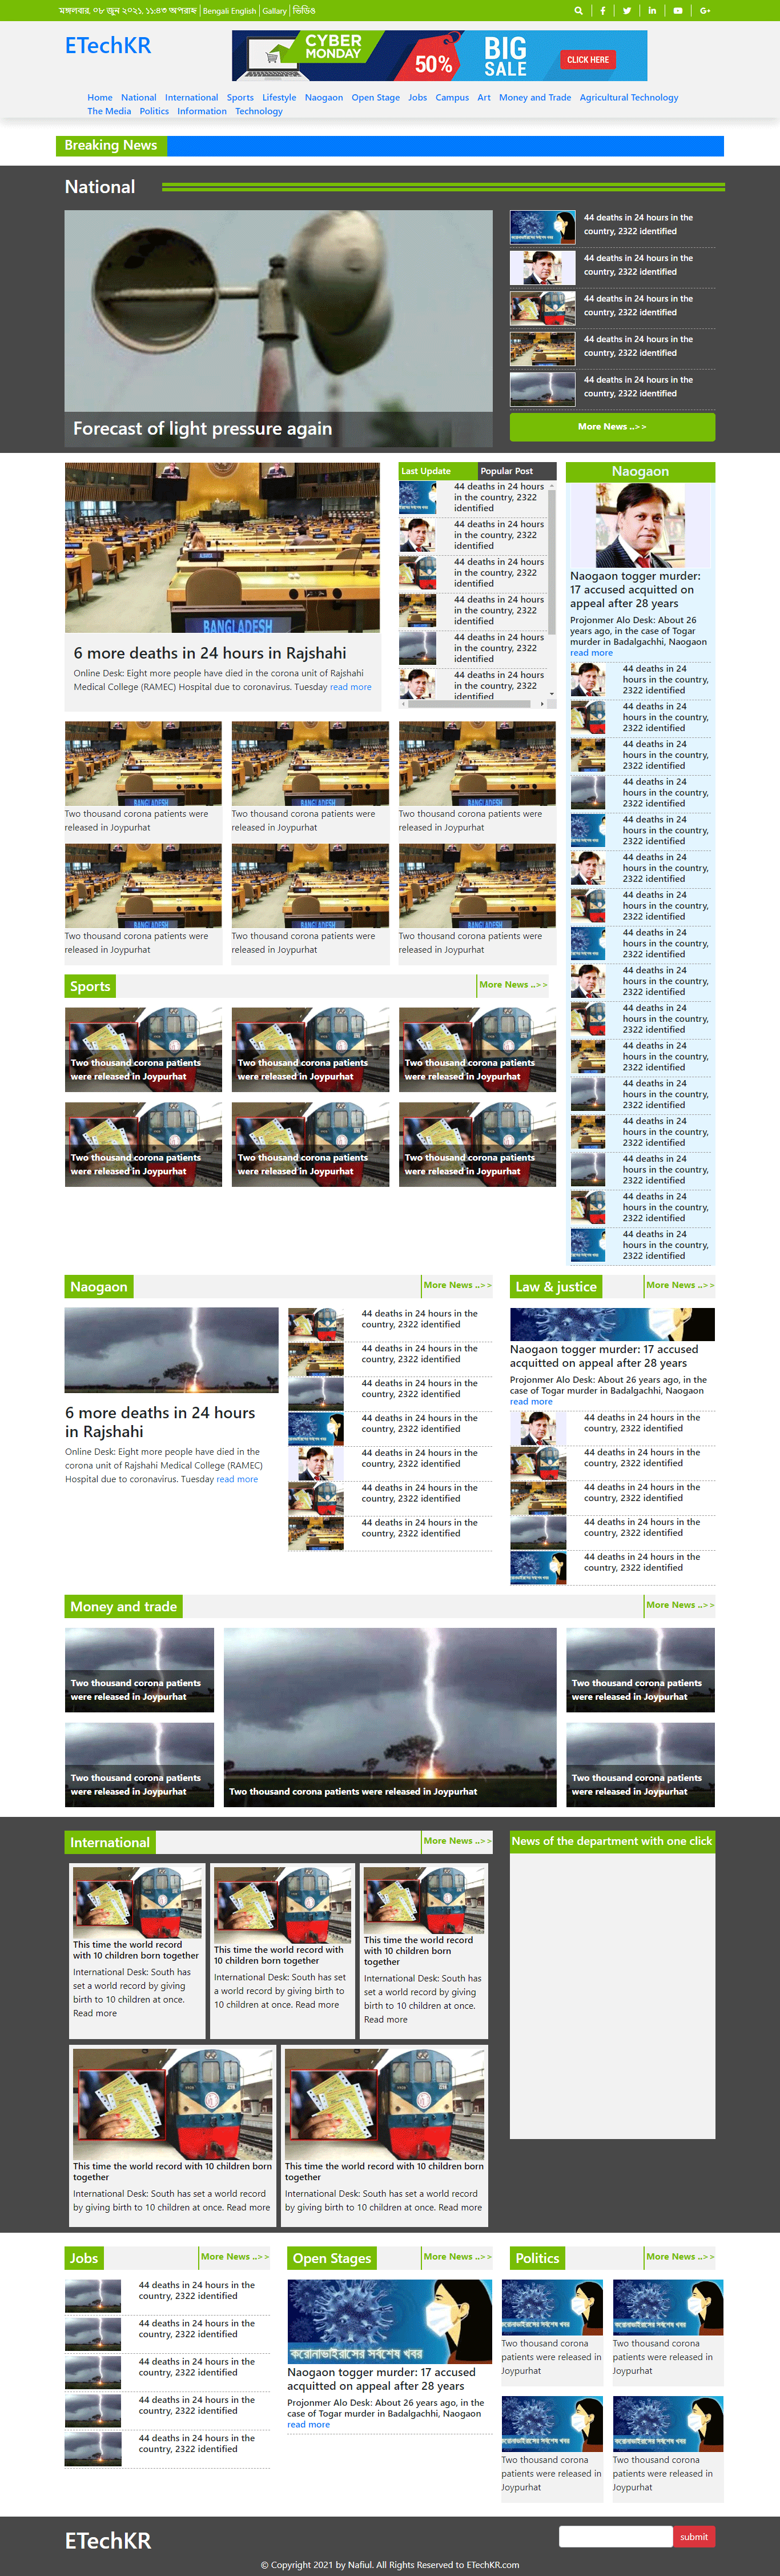 মঙ্গলবার, ০৮ জুন ২০২১, ১১:৪৩ অপরাহ্ন Bengali English Gallary ভিডিও
ETechKR
CYBER
MONDAY
50%
BIG
SALE
CLICK HERE
Home National International Sports Lifestyle Naogaon Open Stage Jobs Campus Art Money and Trade Agricultural Technology
The Media Politics Information Technology
Breaking News
National
Forecast of light pressure again
44 deaths in 24 hours in the
country, 2322 identified
44 deaths in 24 hours in the
country, 2322 identified
44 deaths in 24 hours in the
country, 2322 identified
44 deaths in 24 hours in the
country, 2322 identified
44 deaths in 24 hours in the
country, 2322 identified
More News ..>>
BANGLADESH
6 more deaths in 24 hours in Rajshahi
Online Desk: Eight more people have died in the corona unit of Rajshahi
Medical College (RAMEC) Hospital due to coronavirus. Tuesday read more
Last Update
Popular Post
44 deaths in 24 hours
in the country, 2322
identified
44 deaths in 24 hours
in the country, 2322
identified
44 deaths in 24 hours
in the country, 2322
identified
44 deaths in 24 hours
in the country, 2322
identified
44 deaths in 24 hours
in the country, 2322
identified
44 deaths in 24 hours
in the country, 2322
identified
Two thousand corona patients were
released in Joypurhat
Two thousand corona patients were
released in Joypurhat
Two thousand corona patients were
released in Joypurhat
Two thousand corona patients were
released in Joypurhat
Two thousand corona patients were
released in Joypurhat
Two thousand corona patients were
released in Joypurhat
Sports
More News ..>>
Two thousand corona patients
were released in Joypurhat
Two thousand corona patients
were released in Joypurhat
Two thousand corona patients
were released in Joypurhat
Two thousand corona patients
were released in Joypurhat
Two thousand corona patients
were released in Joypurhat
Two thousand corona patients
were released in Joypurhat
Naogaon
Naogaon togger murder:
17 accused acquitted on
appeal after 28 years
Projonmer Alo Desk: About 26
years ago, in the case of Togar
murder in Badalgachhi, Naogaon
read more
44 deaths in 24
hours in the country,
2322 identified
44 deaths in 24
hours in the country,
2322 identified
44 deaths in 24
hours in the country,
2322 identified
44 deaths in 24
hours in the country,
2322 identified
44 deaths in 24
hours in the country,
2322 identified
44 deaths in 24
hours in the country,
2322 identified
44 deaths in 24
hours in the country,
2322 identified
44 deaths in 24
hours in the country,
2322 identified
44 deaths in 24
hours in the country,
2322 identified
44 deaths in 24
hours in the country,
2322 identified
44 deaths in 24
hours in the country,
2322 identified
44 deaths in 24
hours in the country,
2322 identified
44 deaths in 24
hours in the country,
2322 identified
44 deaths in 24
hours in the country,
2322 identified
44 deaths in 24
hours in the country,
2322 identified
44 deaths in 24
hours in the country,
2322 identified
Naogaon
More News ..>>
6 more deaths in 24 hours
in Rajshahi
Online Desk: Eight more people have died in the
corona unit of Rajshahi Medical College (RAMEC)
Hospital due to coronavirus. Tuesday read more
44 deaths in 24 hours in the
country, 2322 identified
44 deaths in 24 hours in the
country, 2322 identified
44 deaths in 24 hours in the
country, 2322 identified
44 deaths in 24 hours in the
country, 2322 identified
44 deaths in 24 hours in the
country, 2322 identified
44 deaths in 24 hours in the
country, 2322 identified
44 deaths in 24 hours in the
country, 2322 identified
Law & justice
More News ..>>
Naogaon togger murder: 17 accused
acquitted on appeal after 28 years
Projonmer Alo Desk: About 26 years ago, in the
case of Togar murder in Badalgachhi, Naogaon
read more
44 deaths in 24 hours in the
country, 2322 identified
44 deaths in 24 hours in the
country, 2322 identified
44 deaths in 24 hours in the
country, 2322 identified
44 deaths in 24 hours in the
country, 2322 identified
44 deaths in 24 hours in the
country, 2322 identified
Money and trade
More News ..>>
Two thousand corona patients
were released in Joypurhat
Two thousand corona patients
were released in Joypurhat
Two thousand corona patients were released in Joypurhat
Two thousand corona patients
were released in Joypurhat
Two thousand corona patients
were released in Joypurhat
International
More News ..>>
This time the world record
with 10 children born together
International Desk: South has
set a world record by giving
birth to 10 children at once.
Read more
This time the world record with
10 children born together
International Desk: South has set
a world record by giving birth to
10 children at once. Read more
This time the world record
with 10 children born
together
International Desk: South has
set a world record by giving
birth to 10 children at once.
Read more
This time the world record with 10 children born
together
International Desk: South has set a world record
by giving birth to 10 children at once. Read more
This time the world record with 10 children born
together
International Desk: South has set a world record
by giving birth to 10 children at once. Read more
News of the department with one click
Jobs
More News ..>>
44 deaths in 24 hours in the
country, 2322 identified
44 deaths in 24 hours in the
country, 2322 identified
44 deaths in 24 hours in the
country, 2322 identified
44 deaths in 24 hours in the
country, 2322 identified
44 deaths in 24 hours in the
country, 2322 identified
Open Stages
More News ..>>
করোনাভাইরাসের সর্বশেষ খবর
Naogaon togger murder: 17 accused
acquitted on appeal after 28 years
Projonmer Alo Desk: About 26 years ago, in the
case of Togar murder in Badalgachhi, Naogaon
read more
Politics
More News ..>>
করোনাভাইরাসের সর্বশেষ খবর
Two thousand corona
patients were released in
Joypurhat
করোনাভাইরাসের সর্বশেষ খবর
Two thousand corona
patients were released in
Joypurhat
করোনাভাইরাসের সর্বশেষ খবর
Two thousand corona
patients were released in
Joypurhat
করোনাভাইরাসের সর্বশেষ খবর
Two thousand corona
patients were released in
Joypurhat
ETechKR
submit
© Copyright 2021 by Nafiul. All Rights Reserved to ETechKR.com